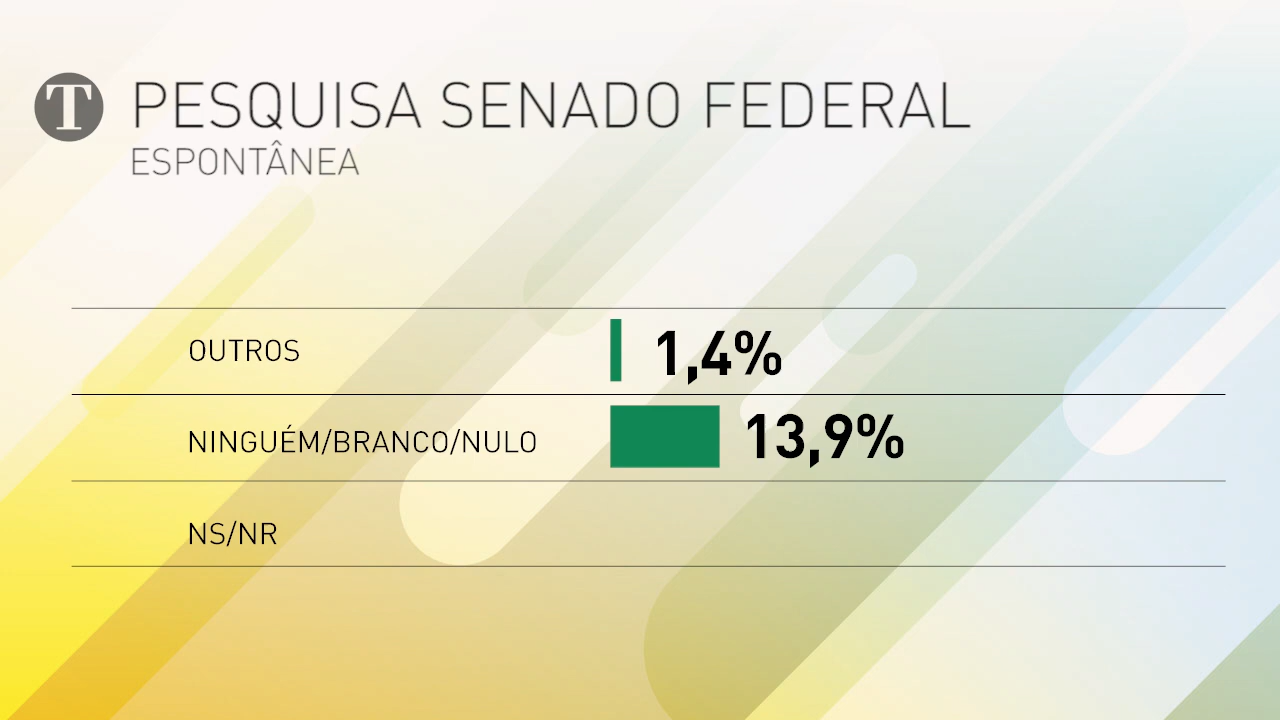 T PESQUISA SENADO FEDERAL
ESPONTÂNEA
OUTROS 1,4%
NINGUÉM/BRANCO/NULO 13,9%
NS/NR